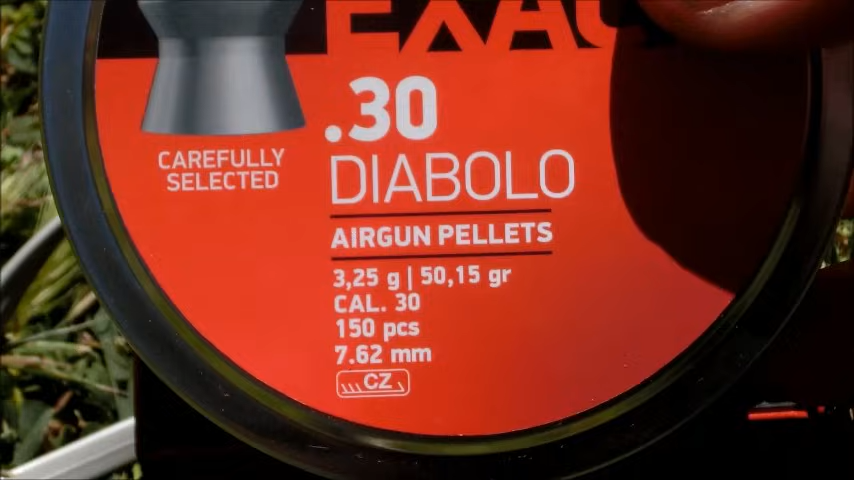 EXAC
.30
DIABOLO
CAREFULLY
SELECTED
AIRGUN PELLETS
3,25 g | 50,15 gr
CAL. 30
150 pcs
7.62 mm
CZ